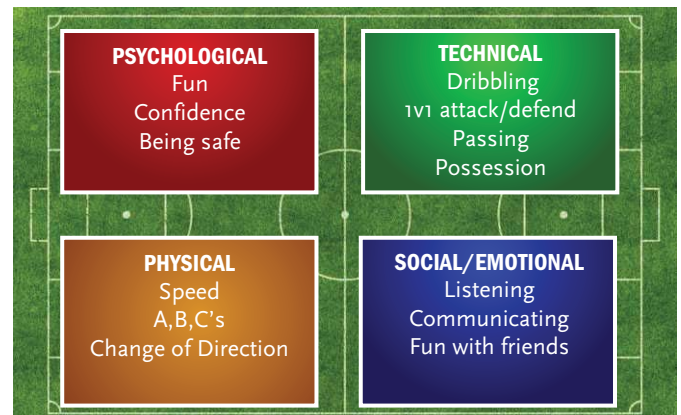 PSYCHOLOGICAL
Fun
Confidence
Being safe
TECHNICAL
Dribbling
1v1 attack/defend
Passing
Possession
PHYSICAL
Speed
A,B,C's
Change of Direction
SOCIAL/EMOTIONAL
Listening
Communicating
Fun with friends